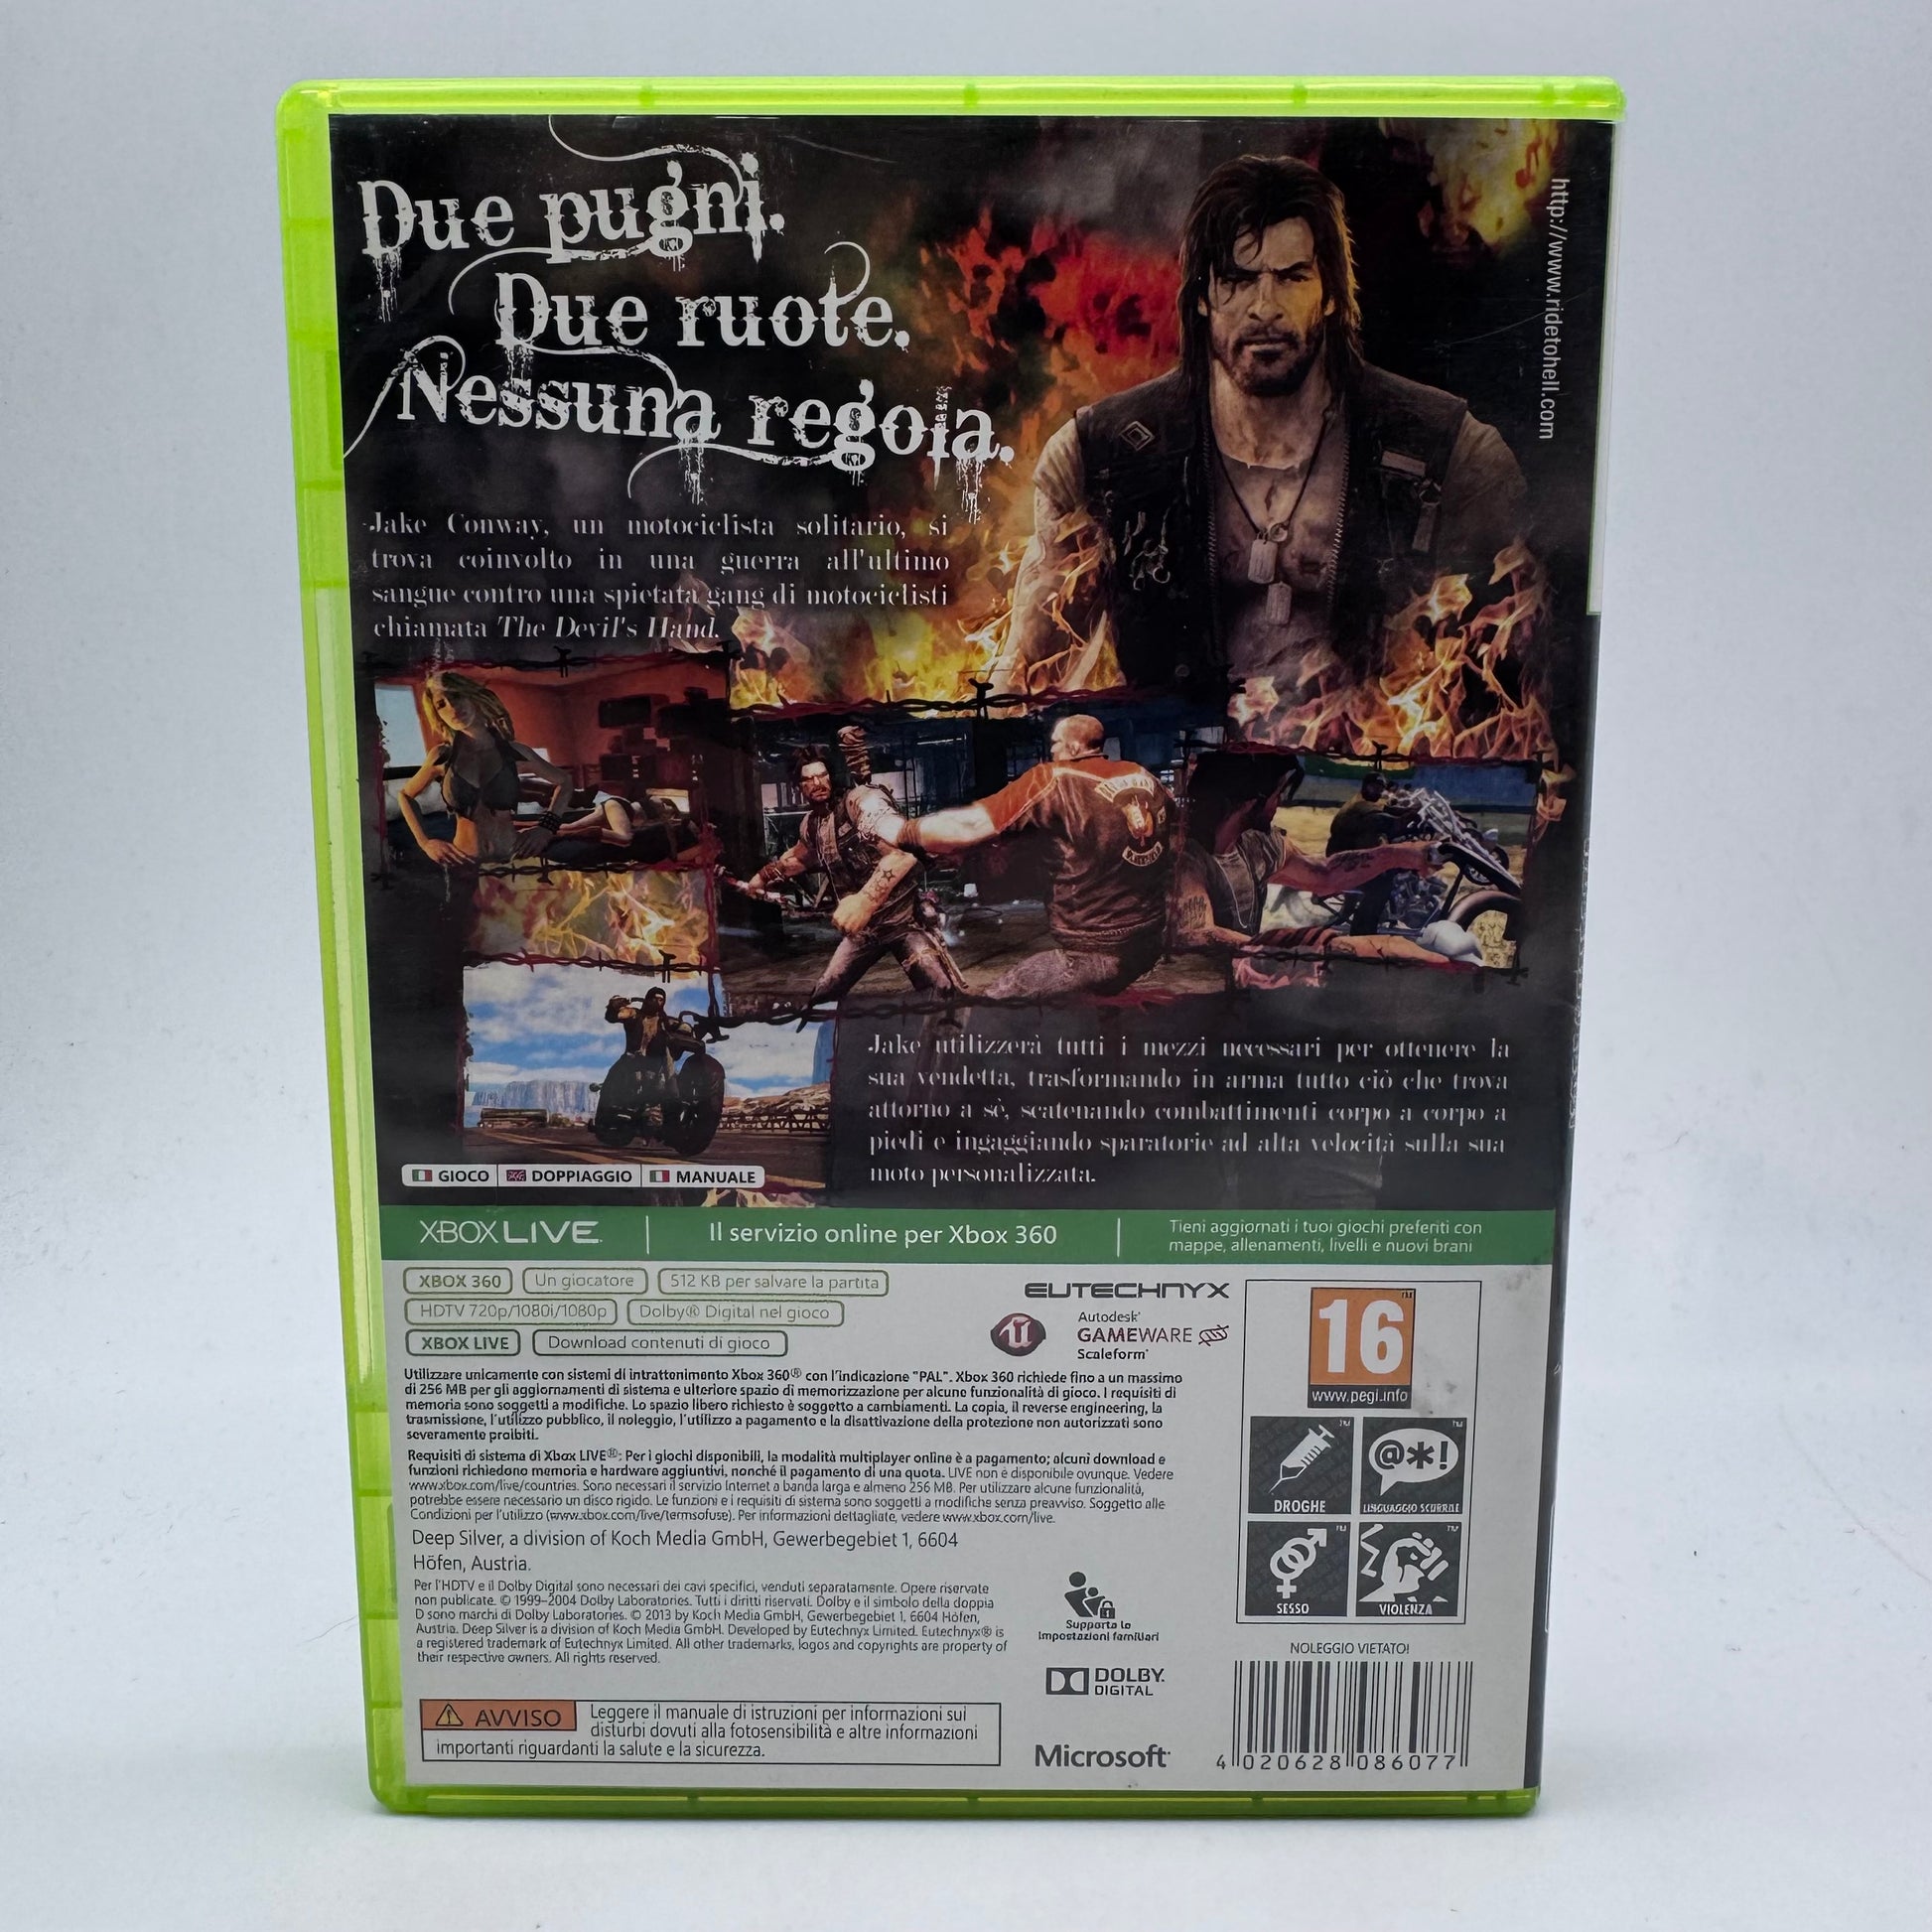 Due pugni.
Due ruote.
Nessuna regola.
http://www.ridetohell.com
Jake Conway, un motociclista solitario, si
trova coinvolto in una guerra all'ultimo
sangue contro una spietata gang di motociclisti
chiamata The Devil's Hand.
Jake utilizzerà tutti i mezzi necessari per ottenere la
sua vendetta, trasformando in arma tutto ciò che trova
attorno a sè, scatenando combattimenti corpo a corpo a
piedi e ingaggiando sparatorie ad alta velocità sulla sua
moto personalizzata.
GIOCO DOPPIAGGIO MANUALE
XBOX LIVE
Il servizio online per Xbox 360
Tieni aggiornati i tuoi giochi preferiti con
mappe, allenamenti, livelli e nuovi brani
XBOX 360 Un giocatore 512 KB per salvare la partita
HDTV 720p/1080i/1080p Dolby® Digital nel gioco
XBOX LIVE Download contenuti di gioco
EUTECHNYX
Autodesk®
GAMEWARE
Scaleform®
Utilizzare unicamente con sistemi di intrattenimento Xbox 360® con l'indicazione "PAL". Xbox 360 richiede fino a un massimo
di 256 MB per gli aggiornamenti di sistema e ulteriore spazio di memorizzazione per alcune funzionalità di gioco. I requisiti di
memoria sono soggetti a modifiche. Lo spazio libero richiesto è soggetto a cambiamenti. La copia, il reverse engineering, la
trasmissione, l'utilizzo pubblico, il noleggio, l'utilizzo a pagamento e la disattivazione della protezione non autorizzati sono
severamente proibiti.
Requisiti di sistema di Xbox LIVE®: Per i giochi disponibili, la modalità multiplayer online è a pagamento; alcuni download e
funzioni richiedono memoria e hardware aggiuntivi, nonché il pagamento di una quota. LIVE non è disponibile ovunque. Vedere
www.xbox.com/live/countries. Sono necessari il servizio Internet a banda larga e almeno 256 MB. Per utilizzare alcune funzionalità,
potrebbe essere necessario un disco rigido. Le funzioni e i requisiti di sistema sono soggetti a modifiche senza preavviso. Soggetto alle
Condizioni per l'utilizzo (www.xbox.com/live/termsofuse). Per informazioni dettagliate, vedere www.xbox.com/live.
Deep Silver, a division of Koch Media GmbH, Gewerbegebiet 1, 6604
Höfen, Austria.
Per l'HDTV e il Dolby Digital sono necessari dei cavi specifici, venduti separatamente. Opere riservate
non publicate. © 1999–2004 Dolby Laboratories. Tutti i diritti riservati. Dolby e il simbolo della doppia
D sono marchi di Dolby Laboratories. © 2013 by Koch Media GmbH, Gewerbegebiet 1, 6604 Höfen,
Austria. Deep Silver is a division of Koch Media GmbH. Developed by Eutechnyx Limited. Eutechnyx® is
a registered trademark of Eutechnyx Limited. All other trademarks, logos and copyrights are property of
their respective owners. All rights reserved.
AVVISO
Leggere il manuale di istruzioni per informazioni sui
disturbi dovuti alla fotosensibilità e altre informazioni
importanti riguardanti la salute e la sicurezza.
Supporta le
Impostazioni familiari
DOLBY
DIGITAL
Microsoft®
16
www.pegi.info
DROGHE
@*!
LINGUAGGIO SCURRILE
SESSO
VIOLENZA
NOLEGGIO VIETATO!
4 020628 086077